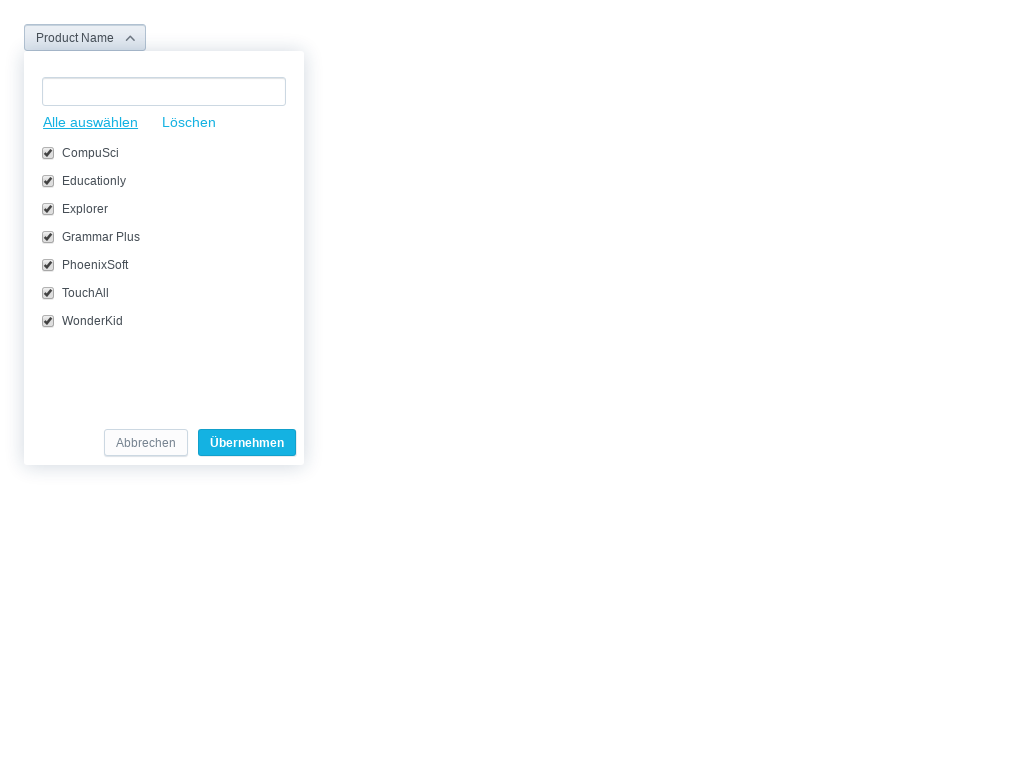 Product Name
Alle auswählen Löschen
CompuSci
Educationly
Explorer
Grammar Plus
PhoenixSoft
TouchAll
WonderKid
Abbrechen Übernehmen